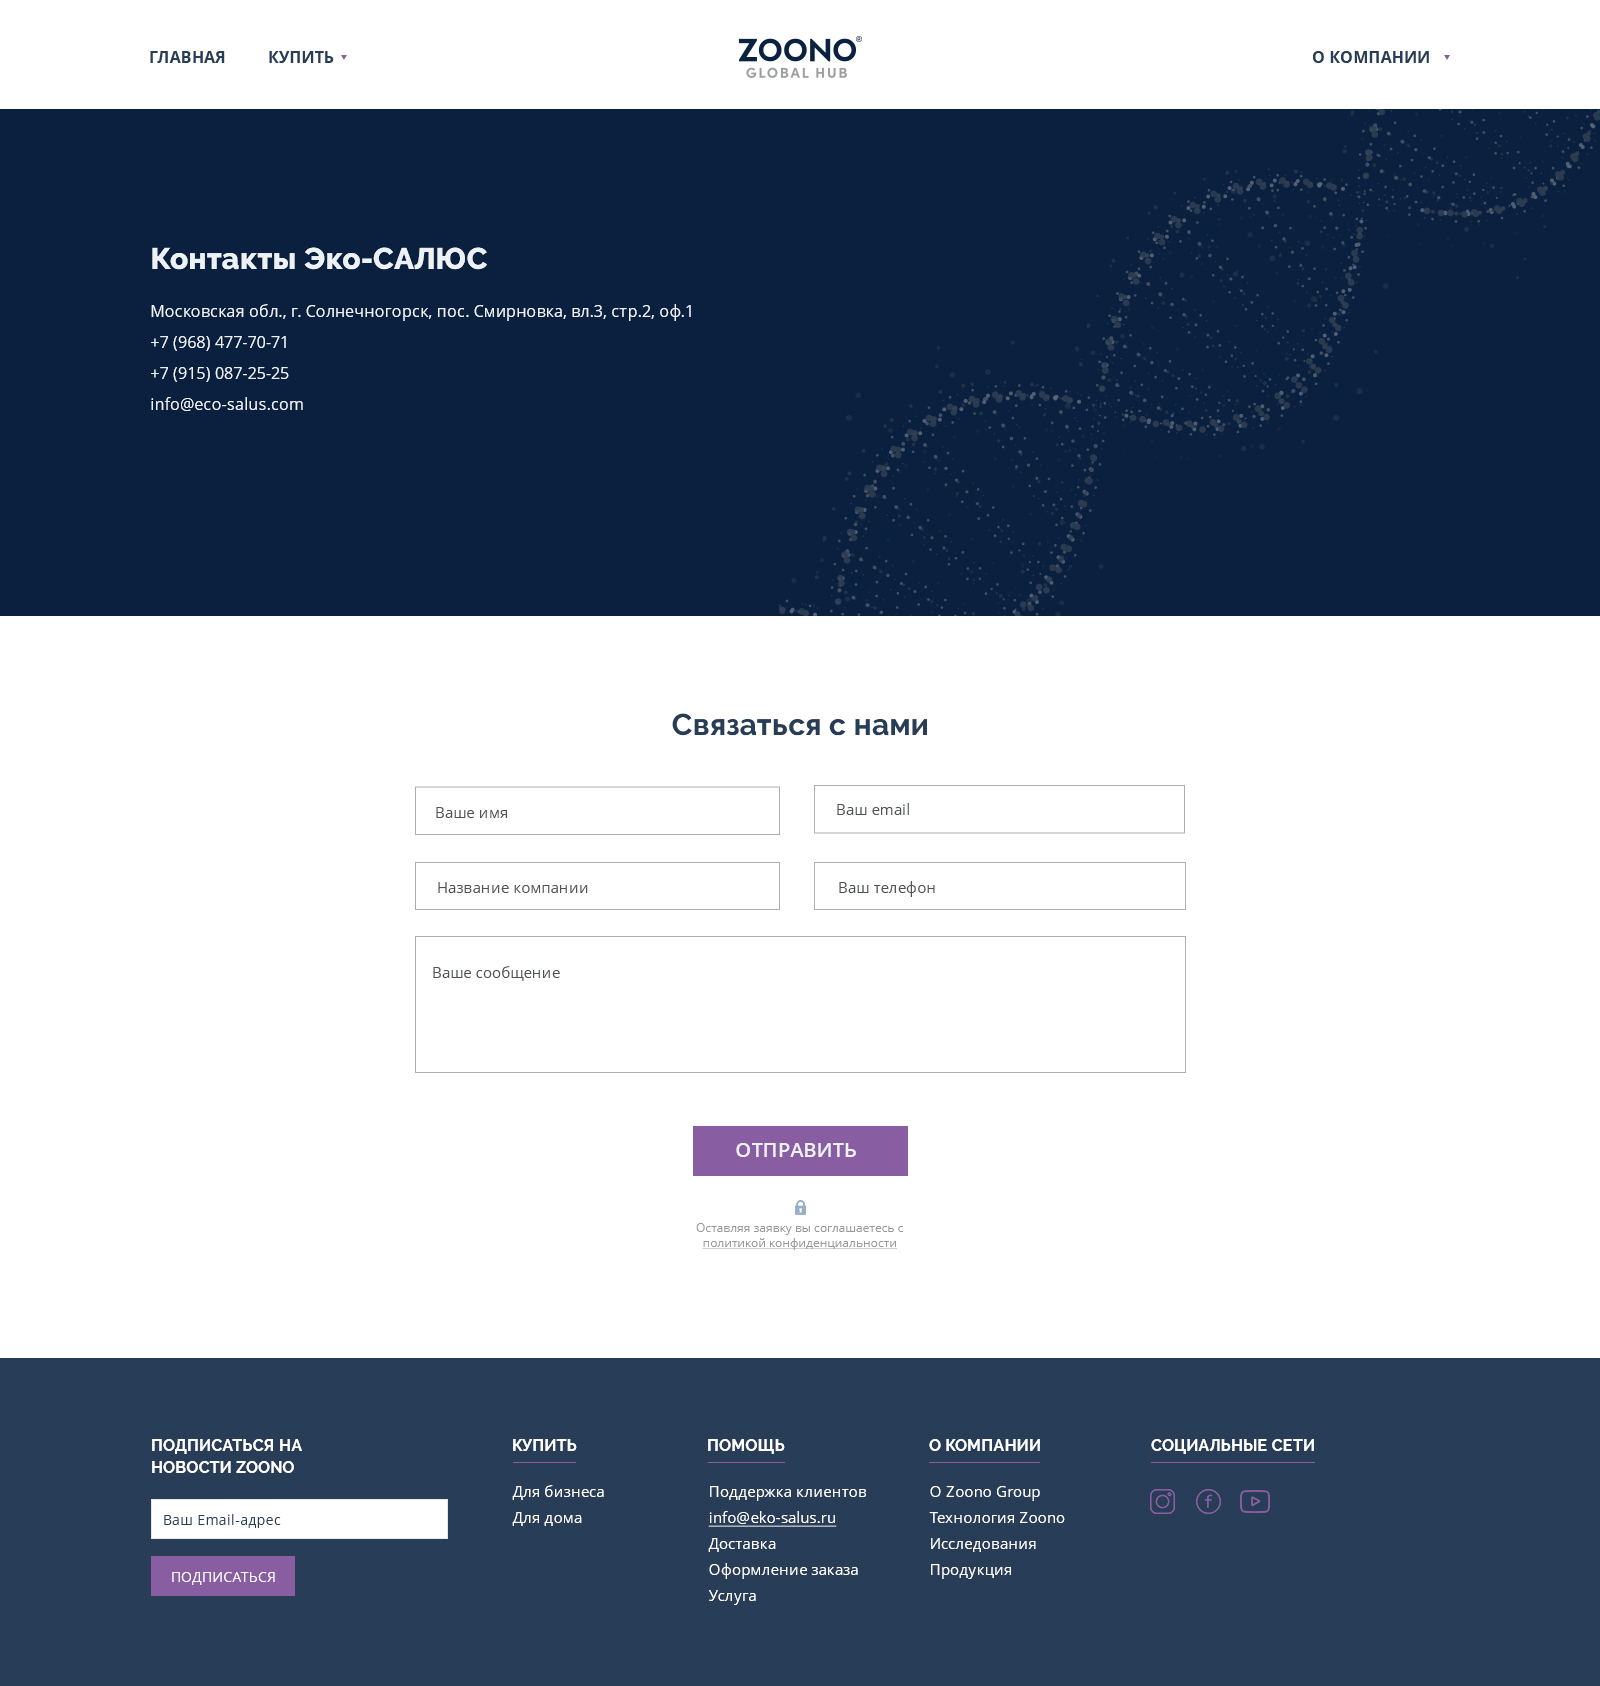 ГЛАВНАЯ
КУПИТЬ
ZOONO®
GLOBAL HUB
О КОМПАНИИ
Контакты Эко-САЛЮС
Московская обл., г. Солнечногорск, пос. Смирновка, вл.3, стр.2, оф.1
+7 (968) 477-70-71
+7 (915) 087-25-25
info@eco-salus.com
Связаться с нами
Ваше имя
Ваш email
Название компании
Ваш телефон
Ваше сообщение
ОТПРАВИТЬ
Оставляя заявку вы соглашаетесь с
политикой конфиденциальности
ПОДПИСАТЬСЯ НА
НОВОСТИ ZOONO
Ваш Email-адрес
ПОДПИСАТЬСЯ
КУПИТЬ
Для бизнеса
Для дома
ПОМОЩЬ
Поддержка клиентов
info@eko-salus.ru
Доставка
Оформление заказа
Услуга
О КОМПАНИИ
О Zoono Group
Технология Zoono
Исследования
Продукция
СОЦИАЛЬНЫЕ СЕТИ